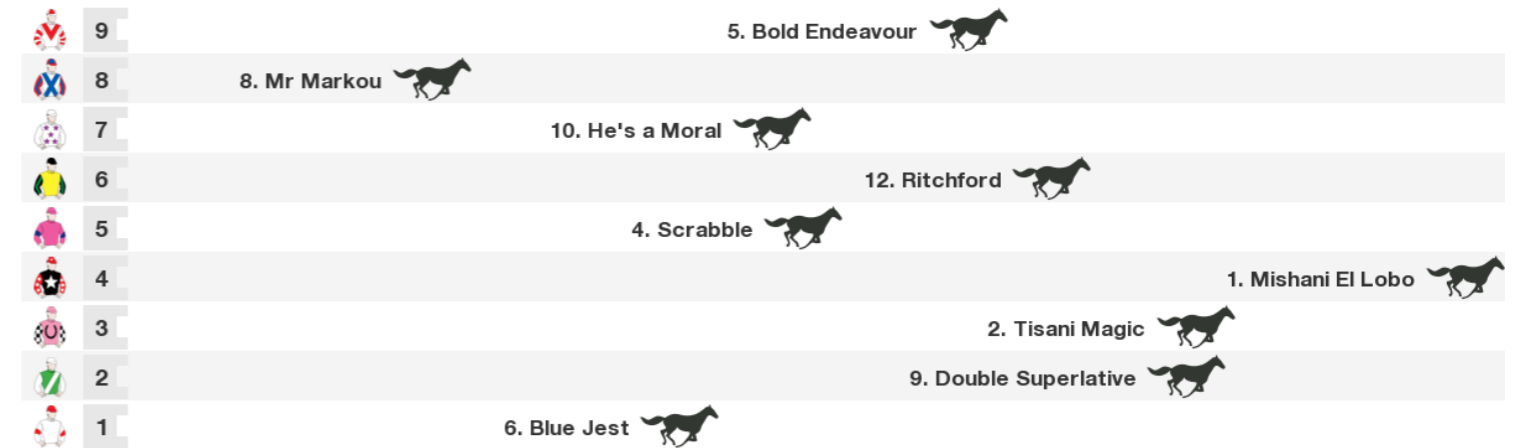 9 5. Bold Endeavour
8 8. Mr Markou
7 10. He's a Moral
6 12. Ritchford
5 4. Scrabble
4 1. Mishani El Lobo
3 2. Tisani Magic
2 9. Double Superlative
1 6. Blue Jest